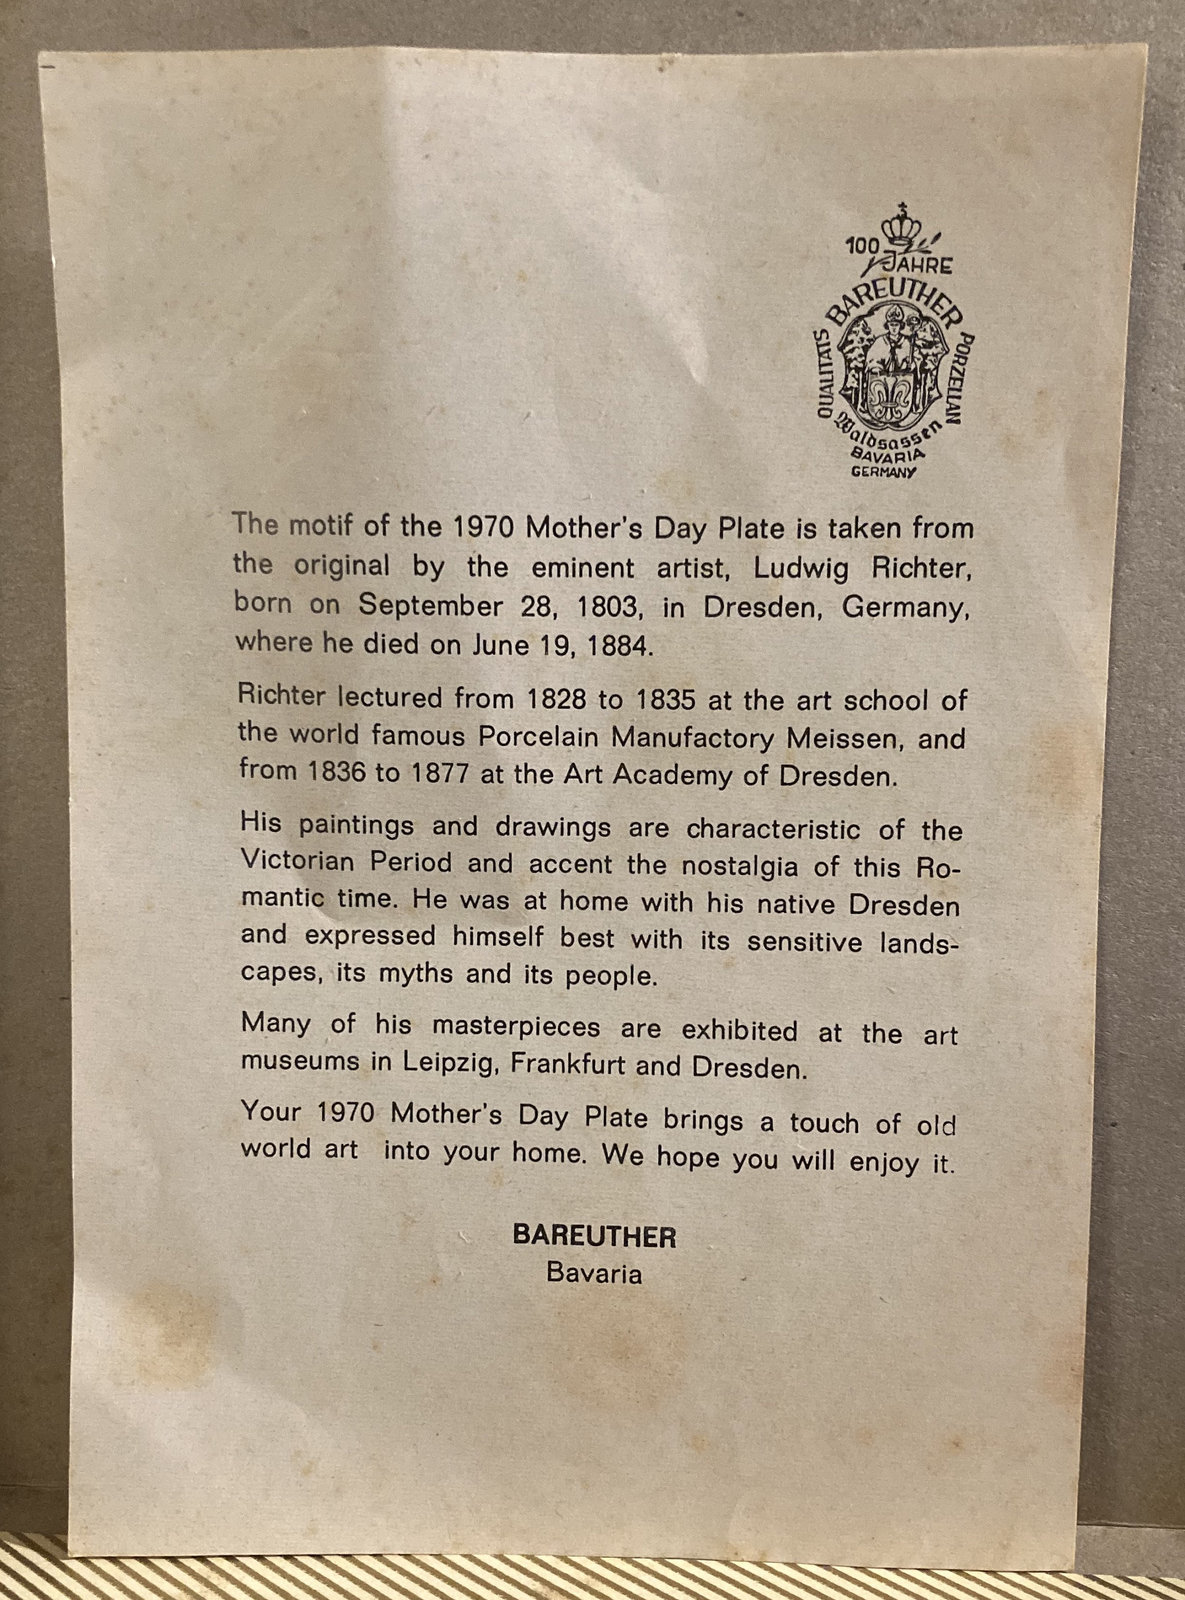 100
JAHRE
BAREUTHER
QUALITÄTS
PORZELLAN
Waldsassen
BAVARIA
GERMANY
The motif of the 1970 Mother's Day Plate is taken from
the original by the eminent artist, Ludwig Richter,
born on September 28, 1803, in Dresden, Germany,
where he died on June 19, 1884.
Richter lectured from 1828 to 1835 at the art school of
the world famous Porcelain Manufactory Meissen, and
from 1836 to 1877 at the Art Academy of Dresden.
His paintings and drawings are characteristic of the
Victorian Period and accent the nostalgia of this Ro-
mantic time. He was at home with his native Dresden
and expressed himself best with its sensitive lands-
capes, its myths and its people.
Many of his masterpieces are exhibited at the art
museums in Leipzig, Frankfurt and Dresden.
Your 1970 Mother's Day Plate brings a touch of old
world art into your home. We hope you will enjoy it.
BAREUTHER
Bavaria